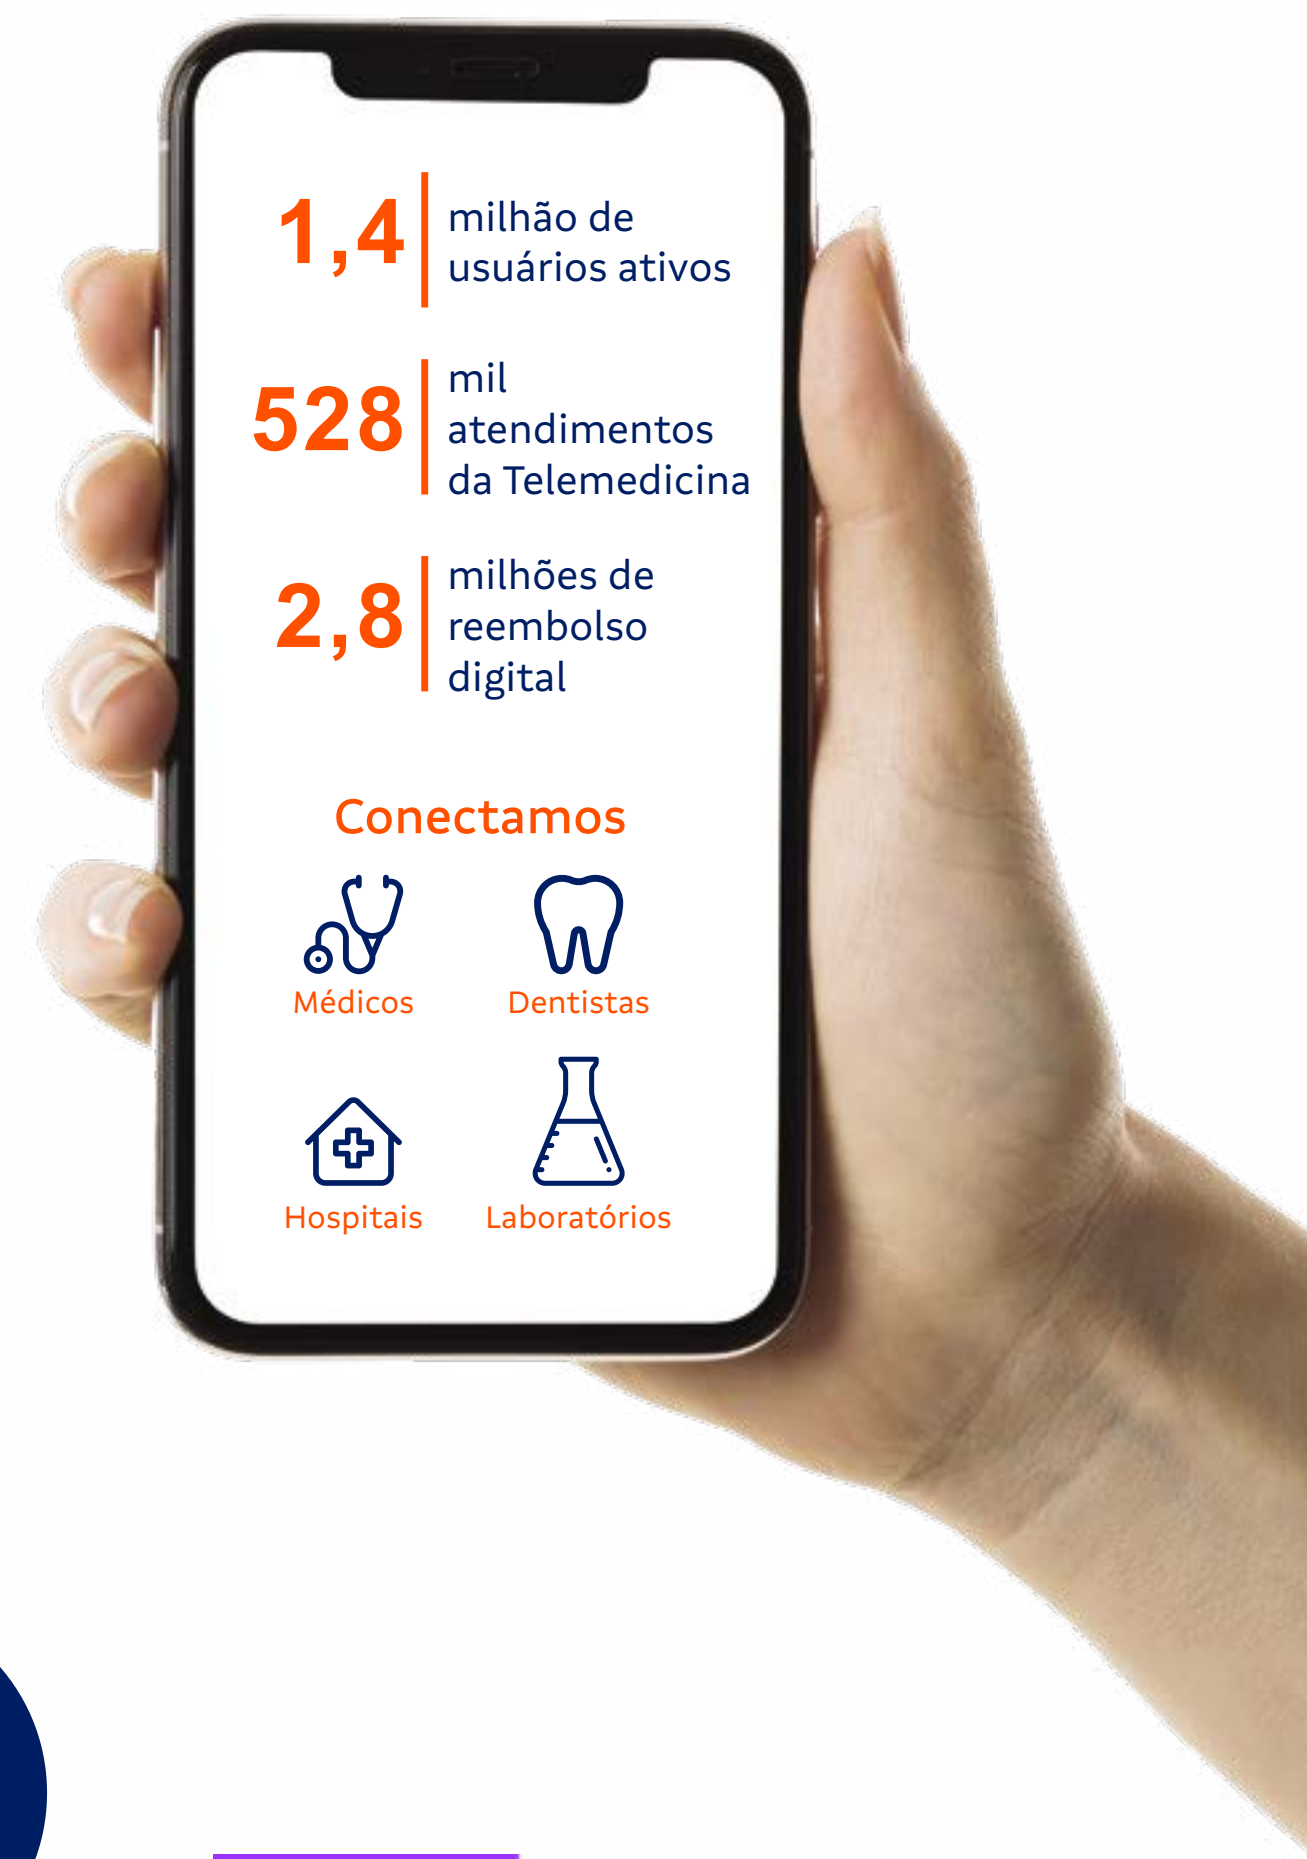 1,4
milhão de
usuários ativos
528
mil
atendimentos
da Telemedicina
2,8
milhões de
reembolso
digital
Conectamos
Médicos
Dentistas
Hospitais
Laboratórios